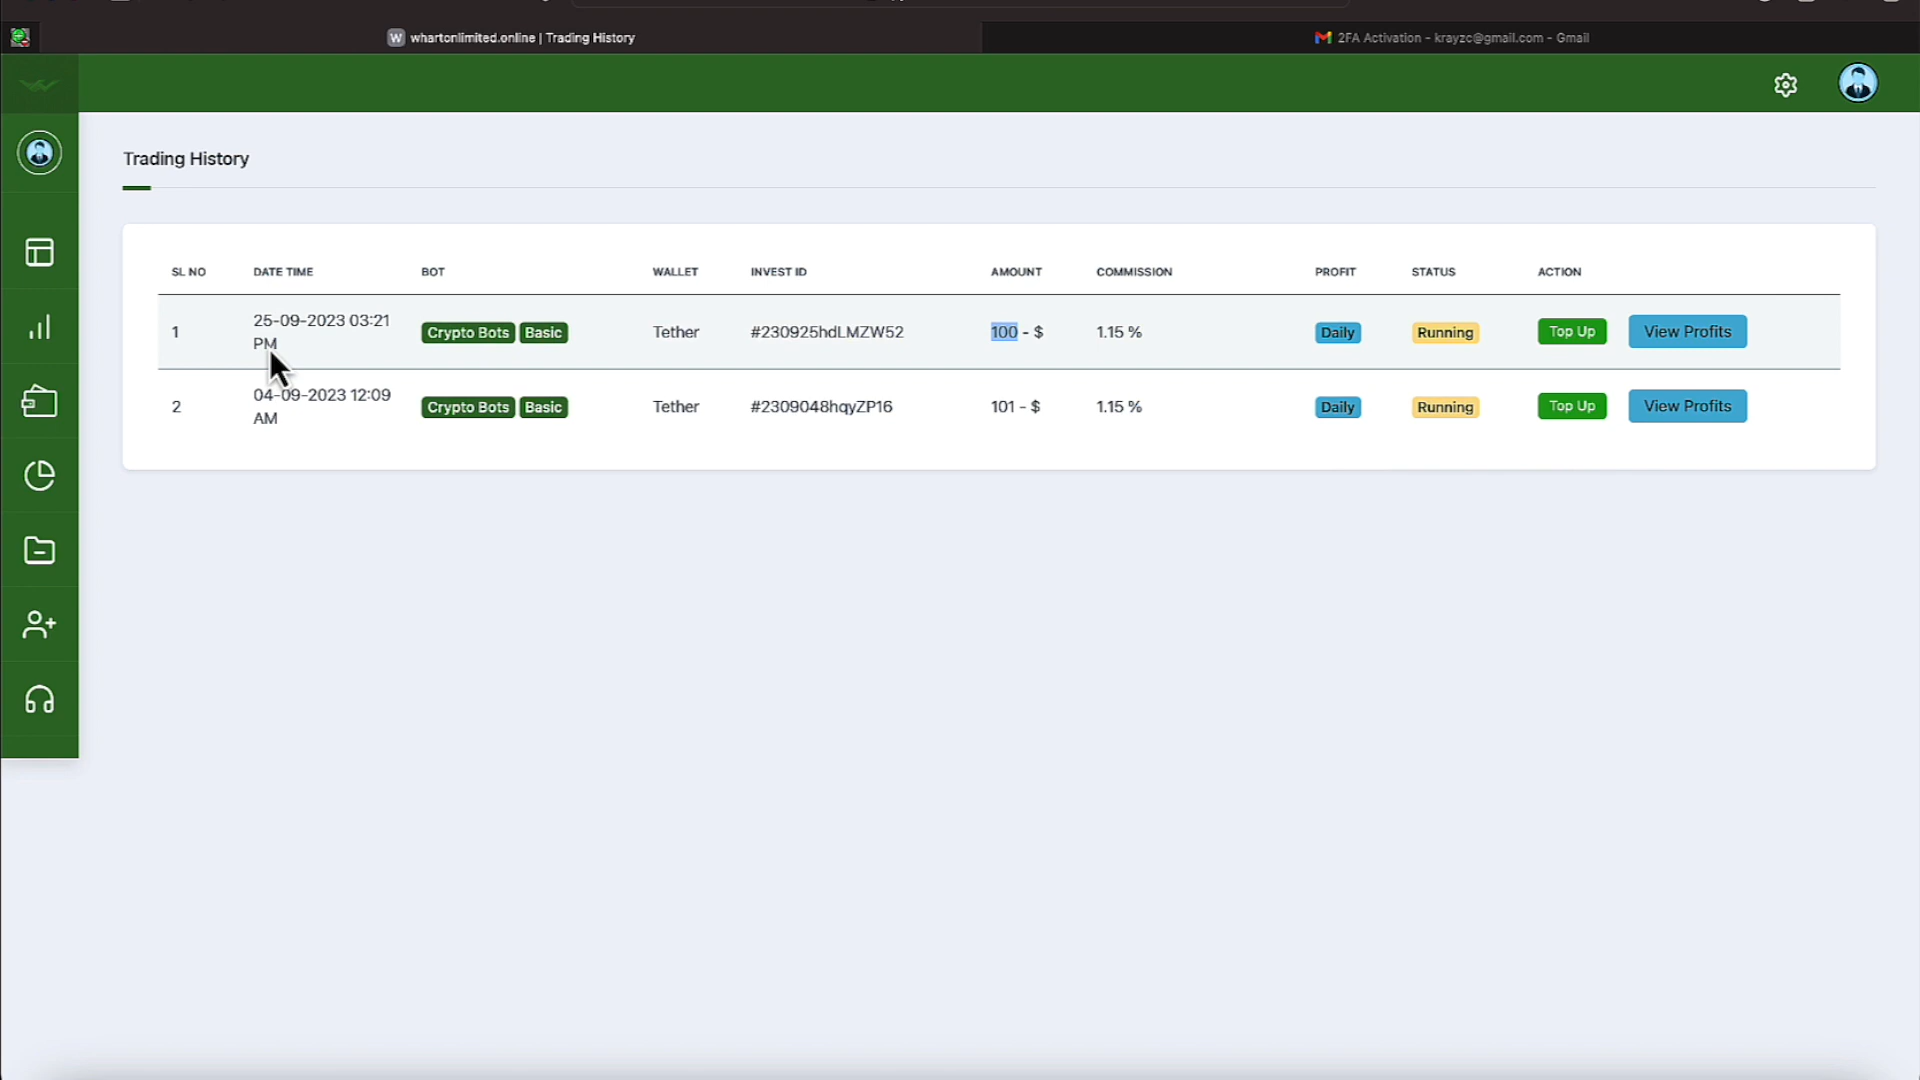 whartonlimited.online | Trading History
2FA Activation - krayzc@gmail.com - Gmail
Trading History
SL NO DATE TIME BOT WALLET INVEST ID AMOUNT COMMISSION PROFIT STATUS ACTION
1 25-09-2023 03:21 PM Crypto Bots Basic Tether #230925hdLMZW52 100 - $ 1.15 % Daily Running Top Up View Profits
2 04-09-2023 12:09 AM Crypto Bots Basic Tether #2309048hqyZP16 101 - $ 1.15 % Daily Running Top Up View Profits